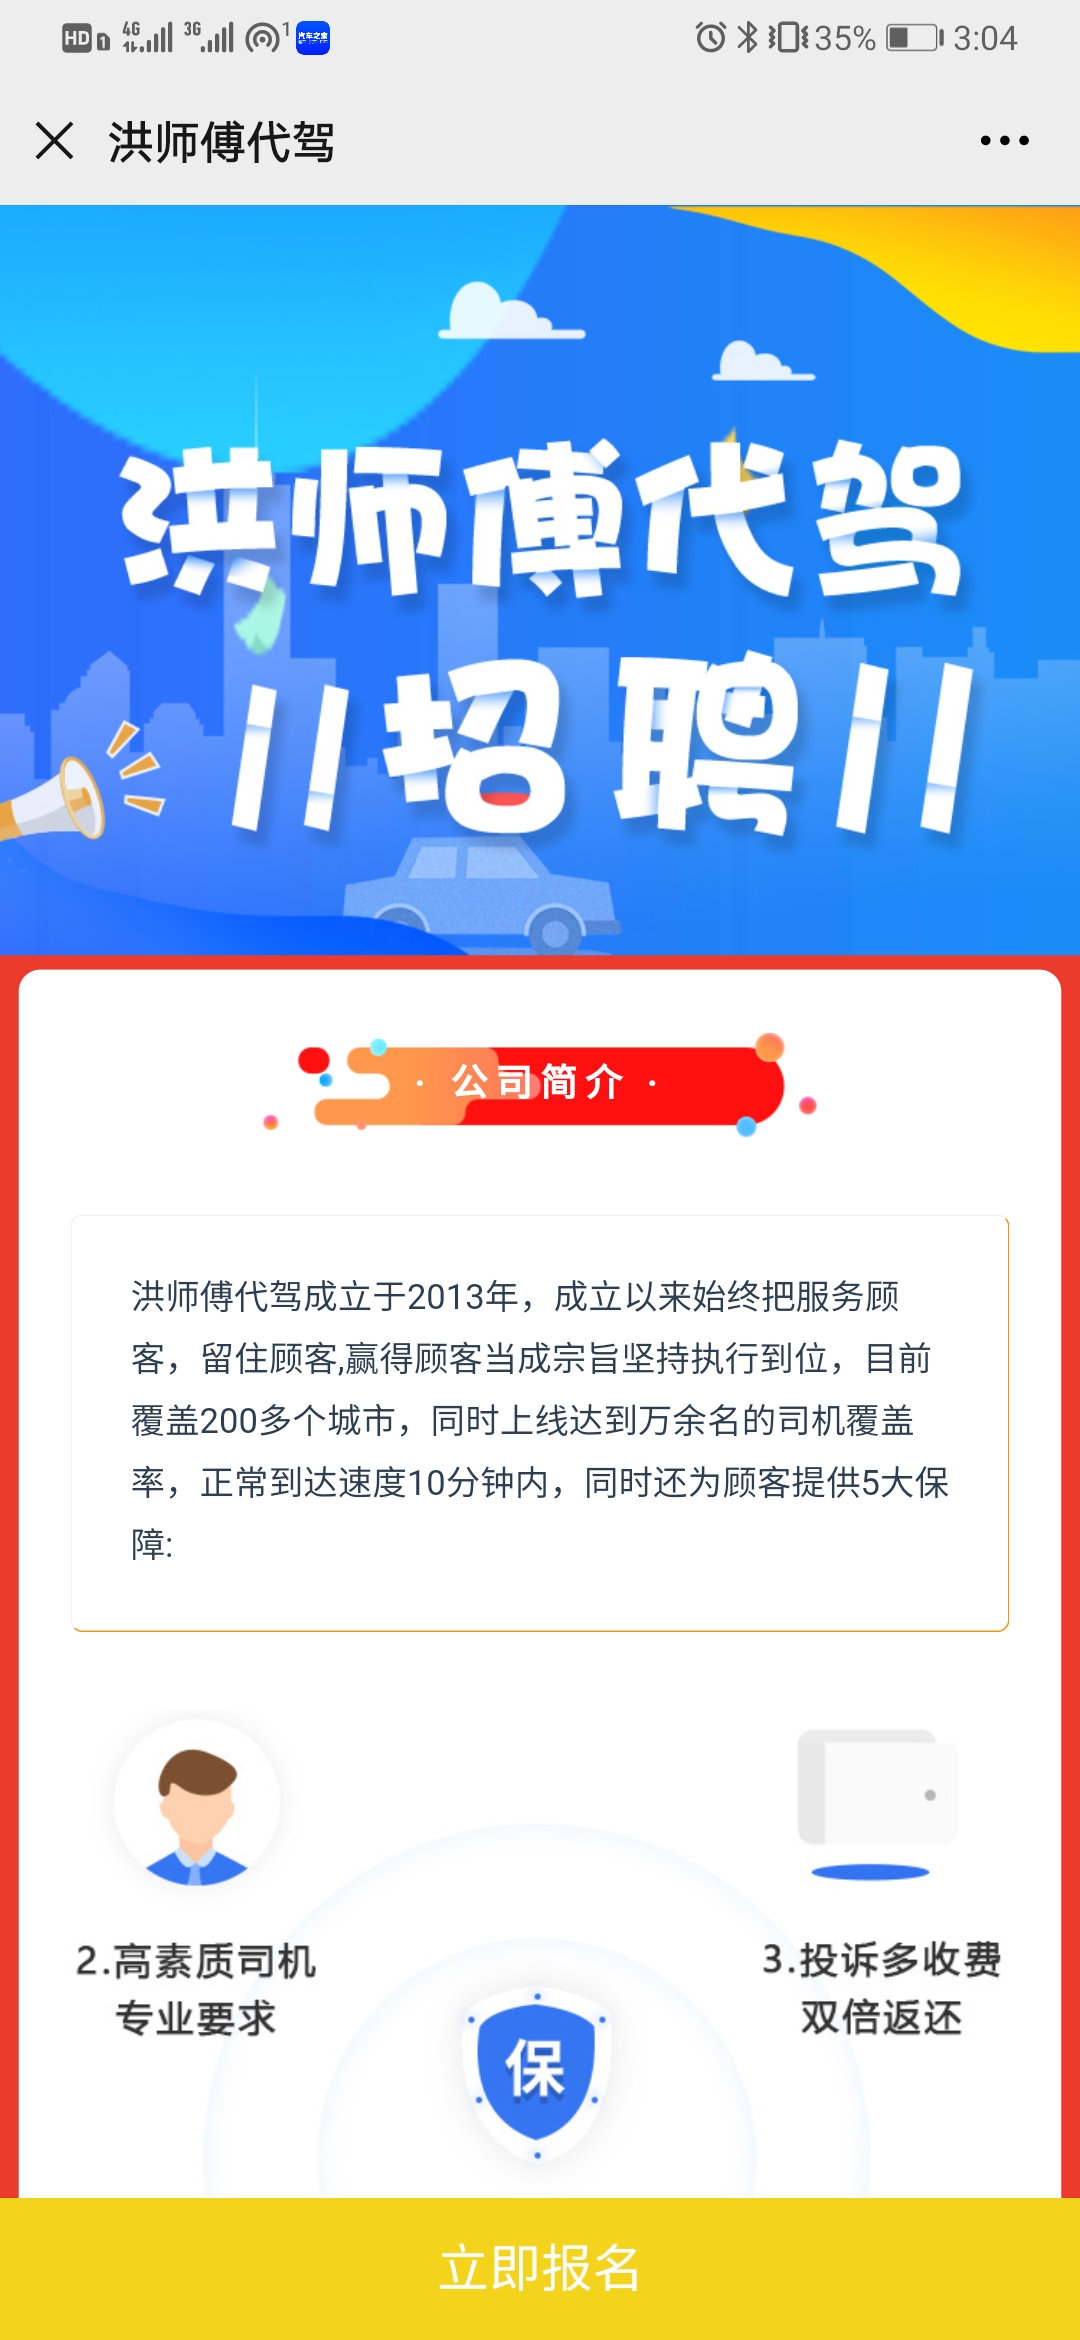 HD 1 4G 3G 1 汽车之家 35% 3:04
洪师傅代驾
洪师傅代驾
招聘
· 公司简介 ·
洪师傅代驾成立于2013年，成立以来始终把服务顾
客，留住顾客,赢得顾客当成宗旨坚持执行到位，目前
覆盖200多个城市，同时上线达到万余名的司机覆盖
率，正常到达速度10分钟内，同时还为顾客提供5大保
障:
2.高素质司机
专业要求
3.投诉多收费
双倍返还
保
立即报名